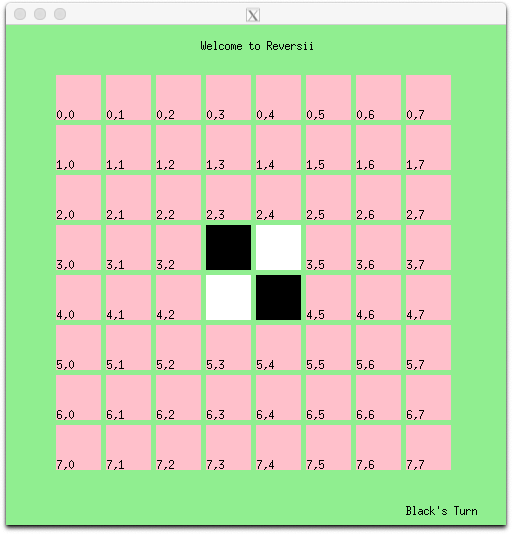 Welcome to Reversii
0,0 0,1 0,2 0,3 0,4 0,5 0,6 0,7
1,0 1,1 1,2 1,3 1,4 1,5 1,6 1,7
2,0 2,1 2,2 2,3 2,4 2,5 2,6 2,7
3,0 3,1 3,2 3,5 3,6 3,7
4,0 4,1 4,2 4,5 4,6 4,7
5,0 5,1 5,2 5,3 5,4 5,5 5,6 5,7
6,0 6,1 6,2 6,3 6,4 6,5 6,6 6,7
7,0 7,1 7,2 7,3 7,4 7,5 7,6 7,7
Black's Turn